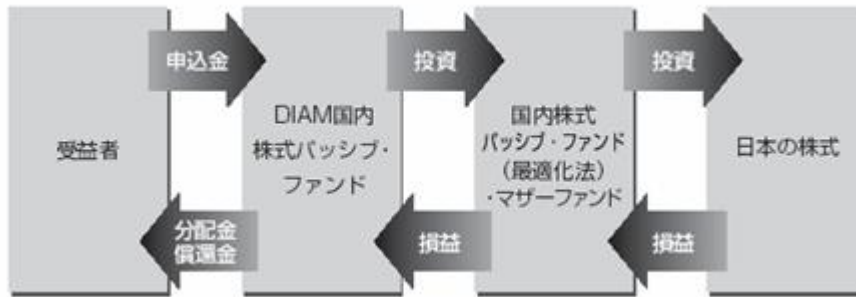 申込金
投資
投資
受益者
DIAM国内
株式パッシブ・
ファンド
国内株式
パッシブ・ファンド
(最適化法)
・マザーファンド
日本の株式
分配金
償還金
損益
損益